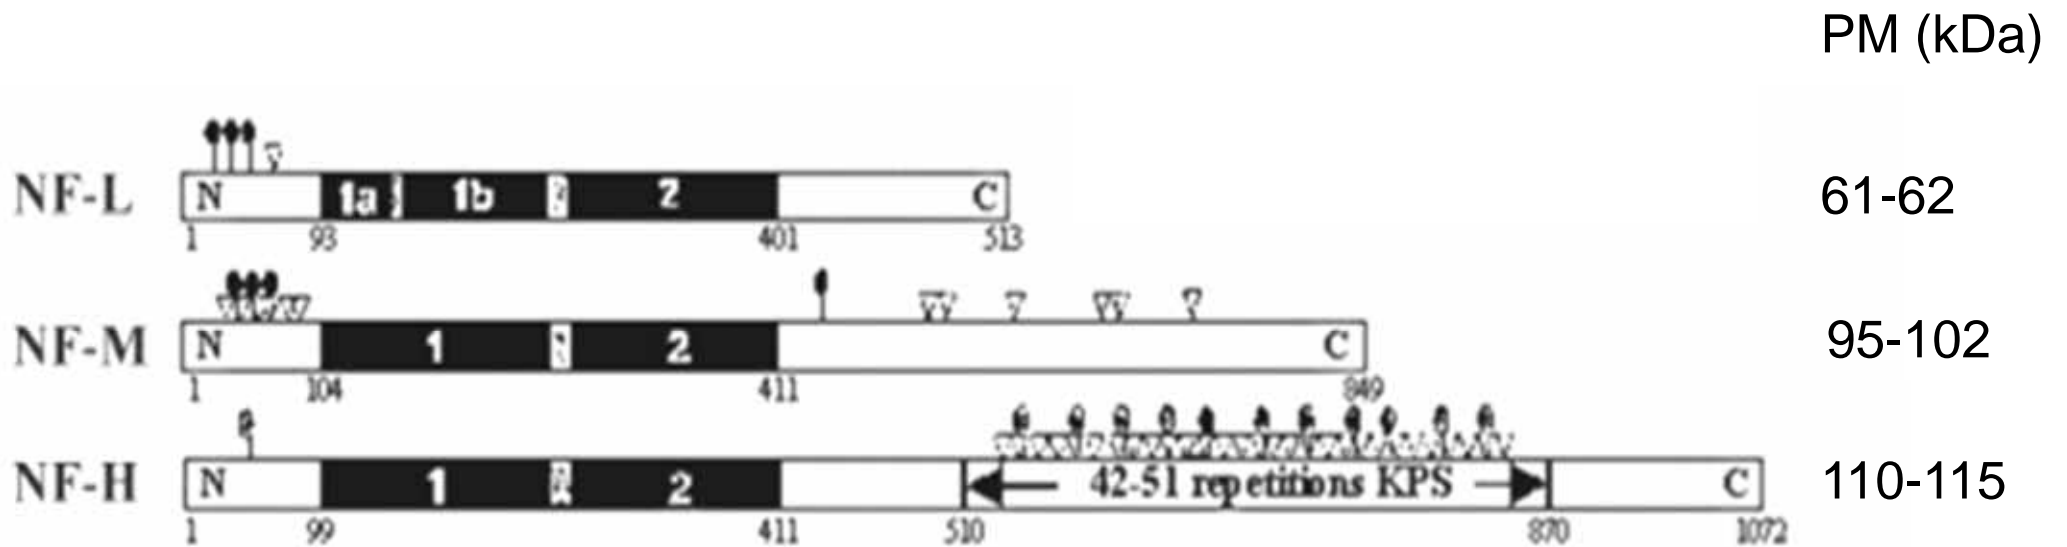 PM (kDa)
NF-L N 1a 1b 2 C 61-62
1 93 401 513
NF-M N 1 2 C 95-102
1 104 411 849
NF-H N 1 2 42-51 repetitions KPS C 110-115
1 99 411 510 870 1072